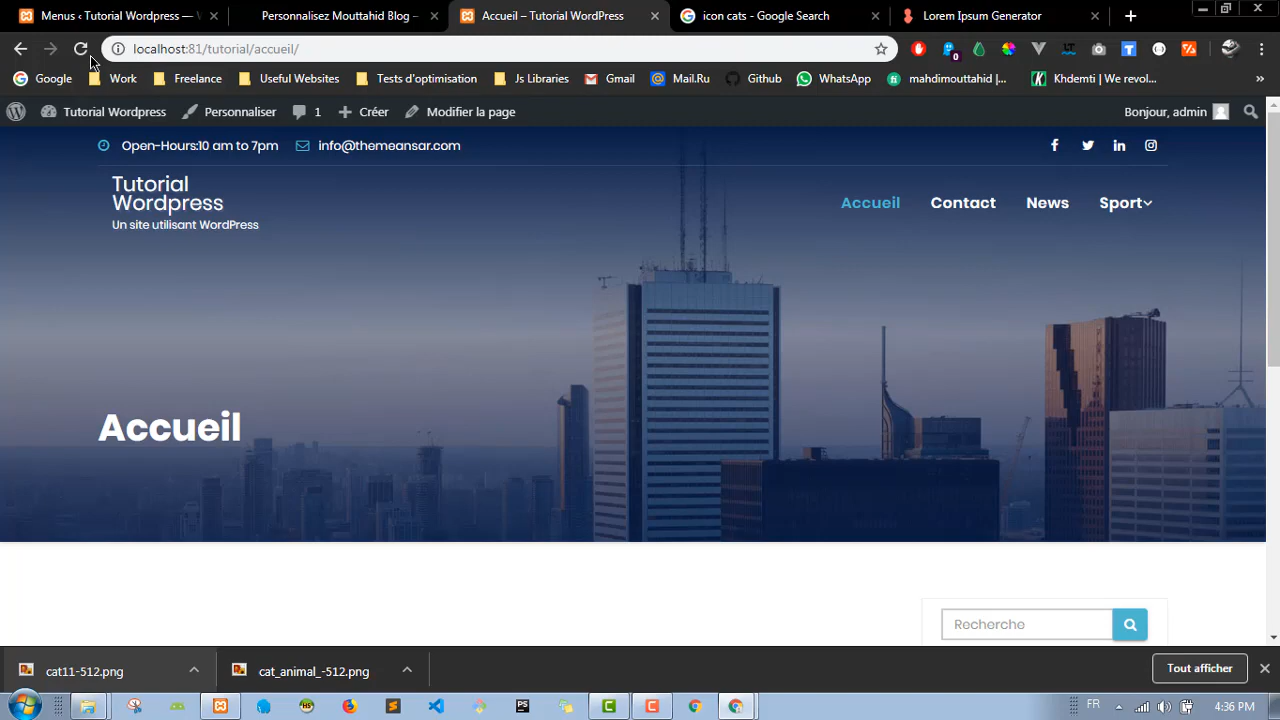 Menus ‹ Tutorial Wordpress — 
Personnalisez Mouttahid Blog –
Accueil – Tutorial WordPress
icon cats - Google Search
Lorem Ipsum Generator
localhost:81/tutorial/accueil/
0
Google
Work
Freelance
Useful Websites
Tests d'optimisation
Js Libraries
Gmail
Mail.Ru
Github
WhatsApp
mahdimouttahid |...
Khdemti | We revol...
Tutorial Wordpress
Personnaliser
1
Créer
Modifier la page
Bonjour, admin
Open-Hours:10 am to 7pm
info@themeansar.com
Tutorial
Wordpress
Un site utilisant WordPress
Accueil
Contact
News
Sport
Accueil
Recherche
cat11-512.png
cat_animal_-512.png
Tout afficher
FR
4:36 PM